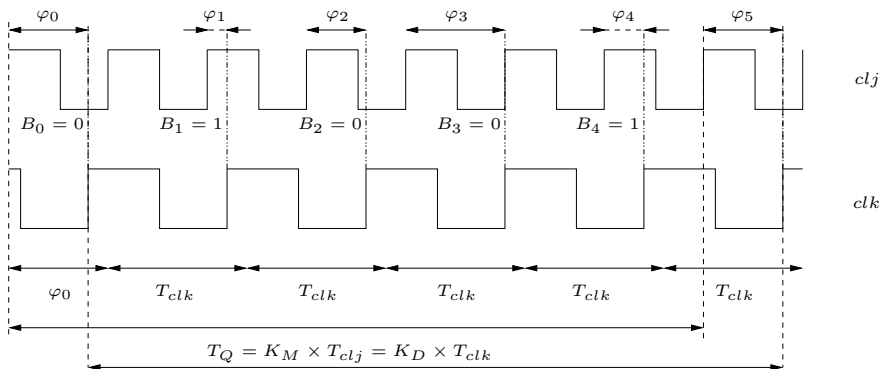 φ0 φ1 φ2 φ3 φ4 φ5
clj
B0 = 0 B1 = 1 B2 = 0 B3 = 0 B4 = 1
clk
φ0 Tclk Tclk Tclk Tclk Tclk
TQ = KM × Tclj = KD × Tclk